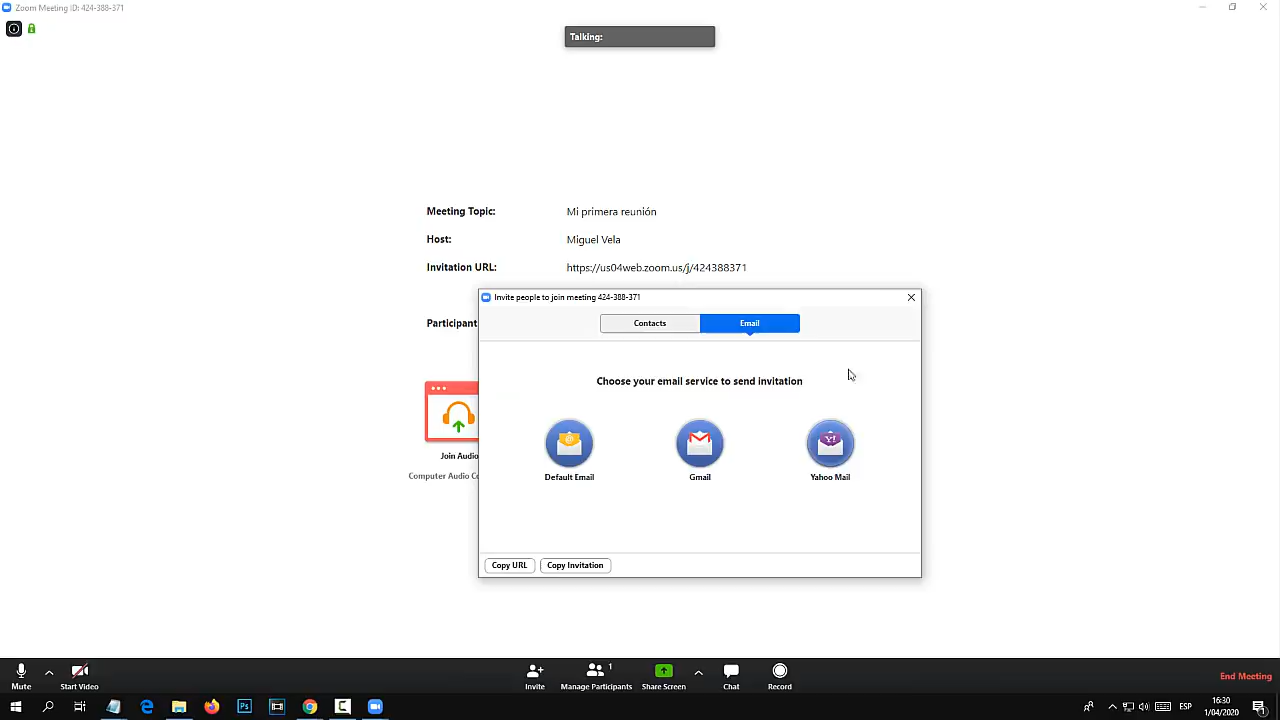 Zoom Meeting ID: 424-388-371
Talking:
Meeting Topic: Mi primera reunión
Host: Miguel Vela
Invitation URL: https://us04web.zoom.us/j/424388371
Invite people to join meeting 424-388-371
Contacts Email
Participant
Choose your email service to send invitation
Join Audio
Computer Audio Co
Default Email Gmail Yahoo Mail
Copy URL Copy Invitation
Mute Start Video Invite 1 Manage Participants Share Screen Chat Record End Meeting
ESP 16:30
1/04/2020